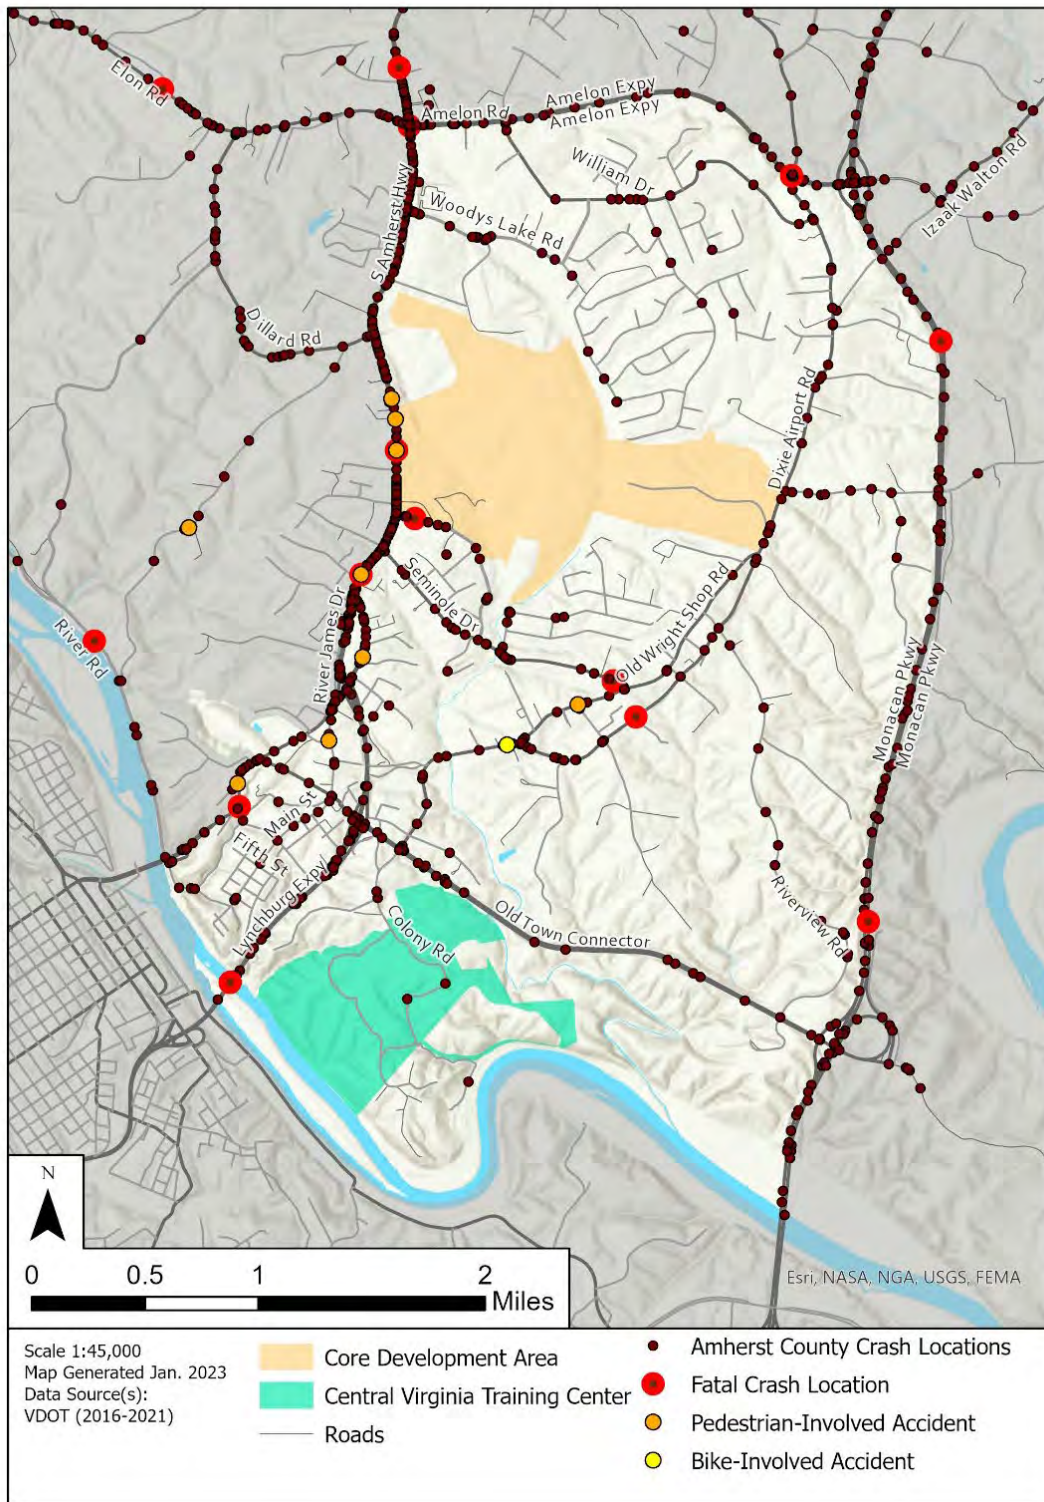 Elon Rd
Amelon Rd
Amelon Expy
Amelon Expy
William Dr
Izaak Walton Rd
Woodys Lake Rd
S Amherst Hwy
Dillard Rd
Dixie Airport Rd
Seminole Dr
Old Wright Shop Rd
River Rd
River James Dr
Monacan Pkwy
Monacan Pkwy
Main St
Fifth St
Lynchburg Expy
Colony Rd
Old Town Connector
Riverview Rd
N
0 0.5 1 2
Miles
Esri, NASA, NGA, USGS, FEMA
Scale 1:45,000
Map Generated Jan. 2023
Data Source(s):
VDOT (2016-2021)
Core Development Area
Central Virginia Training Center
Roads
Amherst County Crash Locations
Fatal Crash Location
Pedestrian-Involved Accident
Bike-Involved Accident